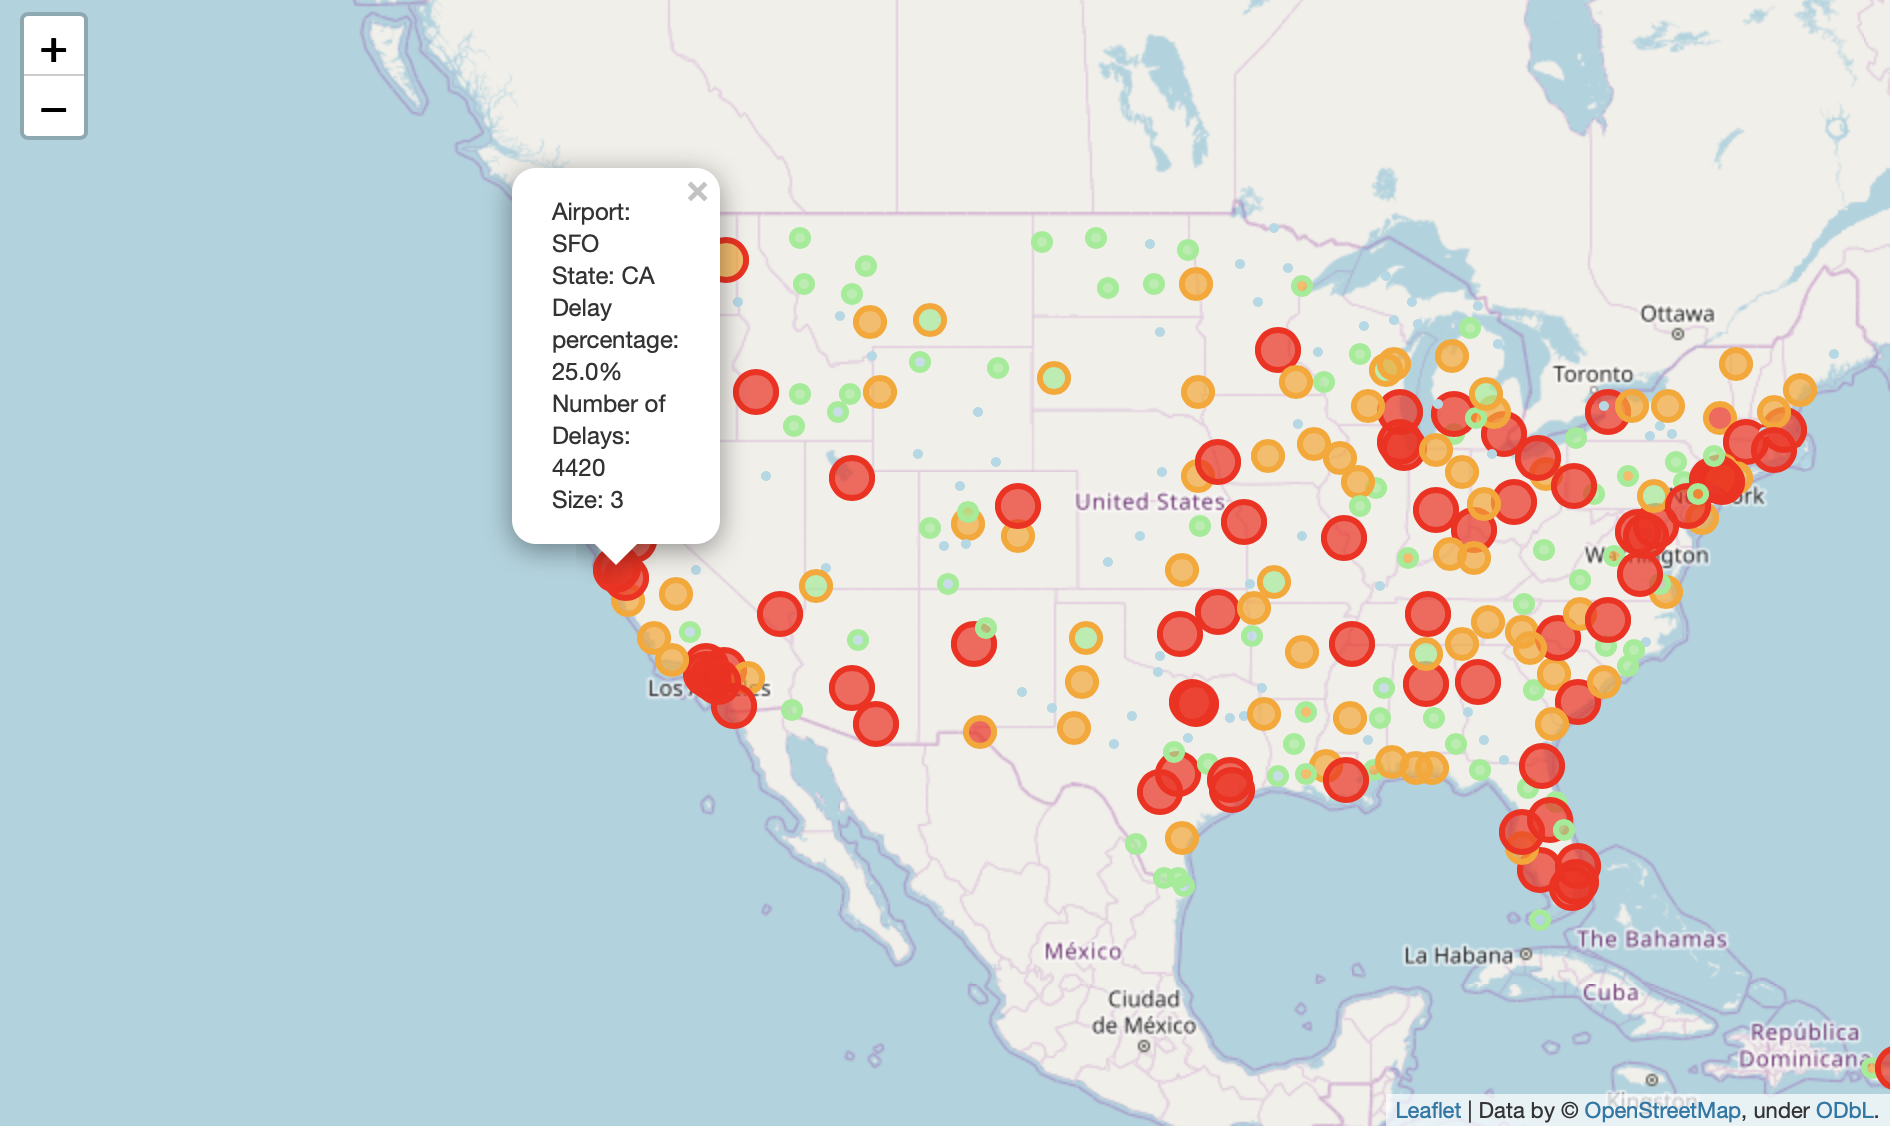 +
−
×
Airport:
SFO
State: CA
Delay
percentage:
25.0%
Number of
Delays:
4420
Size: 3
Ottawa
Toronto
United States
México
Ciudad
de México
La Habana
The Bahamas
Cuba
República
Dominicana
Kingston
Leaflet | Data by © OpenStreetMap, under ODbL.